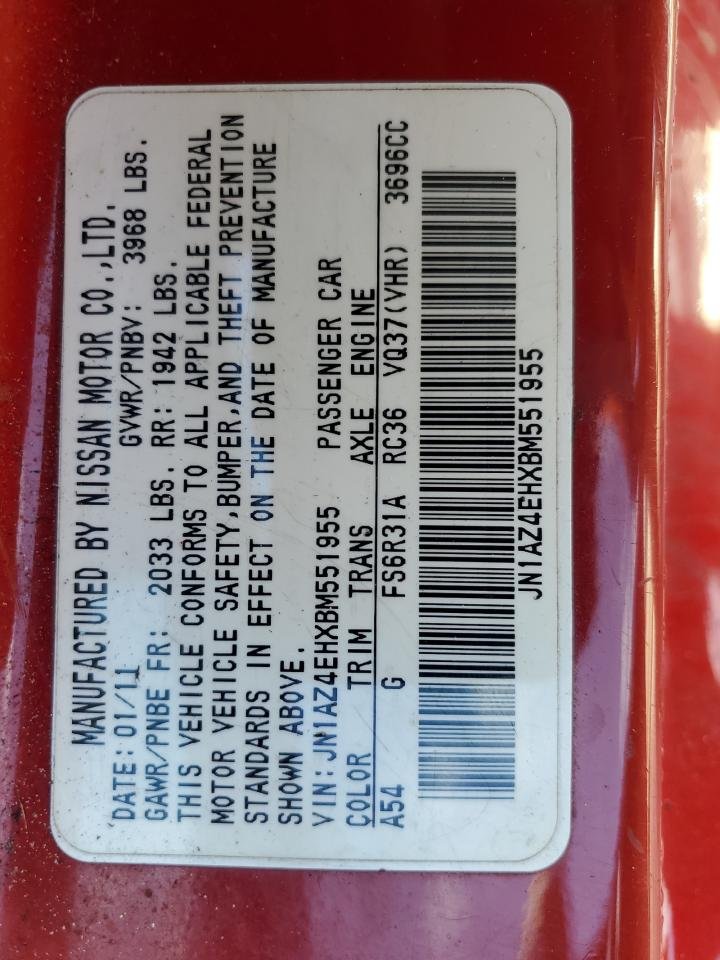 MANUFACTURED BY NISSAN MOTOR CO.,LTD.
DATE:01/11 GVWR/PNBV: 3968 LBS.
GAWR/PNBE FR: 2033 LBS. RR: 1942 LBS.
THIS VEHICLE CONFORMS TO ALL APPLICABLE FEDERAL
MOTOR VEHICLE SAFETY,BUMPER,AND THEFT PREVENTION
STANDARDS IN EFFECT ON THE DATE OF MANUFACTURE
SHOWN ABOVE.
VIN:JN1AZ4EHXBM551955 PASSENGER CAR
COLOR TRIM TRANS AXLE ENGINE
A54 G FS6R31A RC36 VQ37(VHR) 3696CC
JN1AZ4EHXBM551955